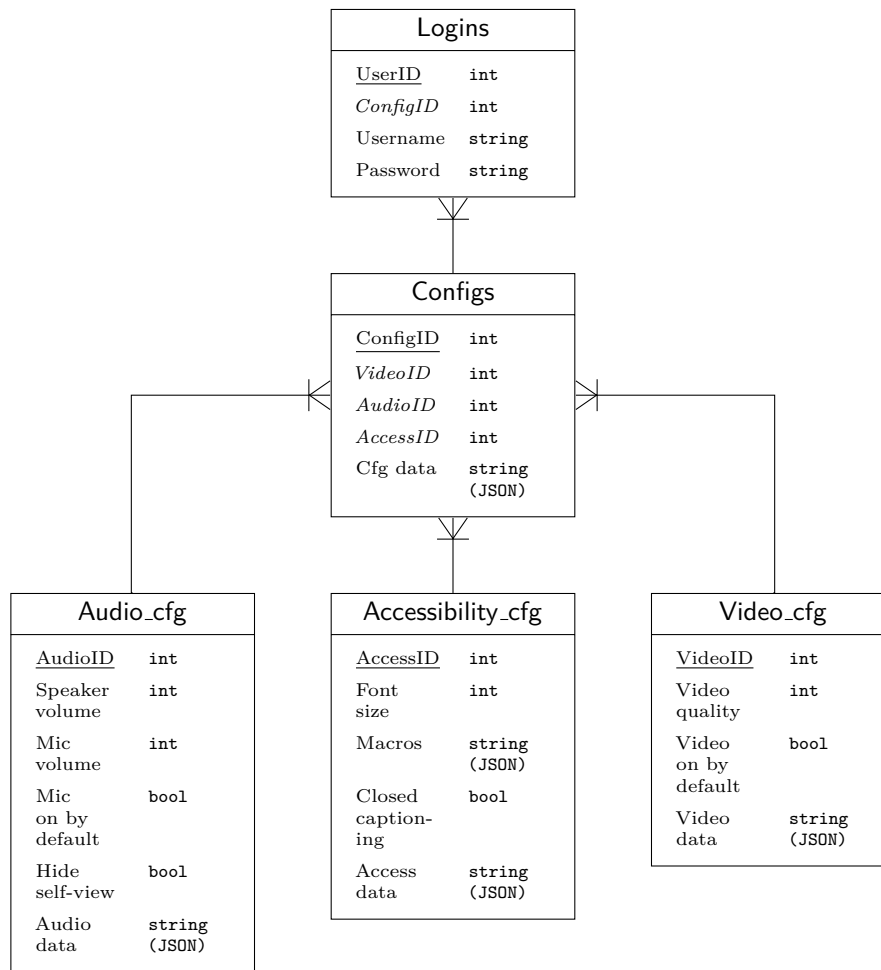 Logins
UserID int
ConfigID int
Username string
Password string
Configs
ConfigID int
VideoID int
AudioID int
AccessID int
Cfg data string
(JSON)
Audio_cfg
AudioID int
Speaker int
volume
Mic int
volume
Mic bool
on by
default
Hide bool
self-view
Audio string
data (JSON)
Accessibility_cfg
AccessID int
Font int
size
Macros string
(JSON)
Closed bool
caption-
ing
Access string
data (JSON)
Video_cfg
VideoID int
Video int
quality
Video bool
on by
default
Video string
data (JSON)